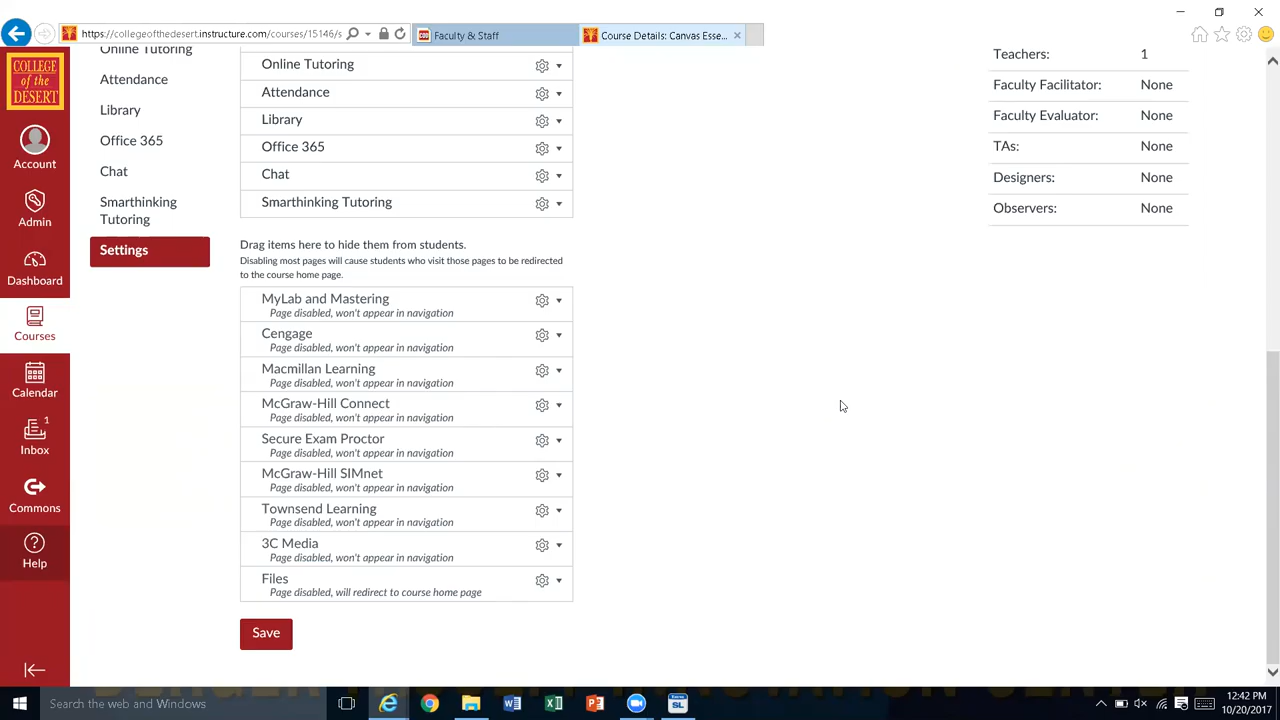 https://collegeofthedesert.instructure.com/courses/15146/s
Faculty & Staff
Course Details: Canvas Esse...
COLLEGE
of the
DESERT
Account
Admin
Dashboard
Courses
Calendar
1
Inbox
Commons
Help
Online Tutoring
Attendance
Library
Office 365
Chat
Smarthinking
Tutoring
Settings
Online Tutoring
Attendance
Library
Office 365
Chat
Smarthinking Tutoring
Drag items here to hide them from students.
Disabling most pages will cause students who visit those pages to be redirected
to the course home page.
MyLab and Mastering
Page disabled, won't appear in navigation
Cengage
Page disabled, won't appear in navigation
Macmillan Learning
Page disabled, won't appear in navigation
McGraw-Hill Connect
Page disabled, won't appear in navigation
Secure Exam Proctor
Page disabled, won't appear in navigation
McGraw-Hill SIMnet
Page disabled, won't appear in navigation
Townsend Learning
Page disabled, won't appear in navigation
3C Media
Page disabled, won't appear in navigation
Files
Page disabled, will redirect to course home page
Save
Teachers: 1
Faculty Facilitator: None
Faculty Evaluator: None
TAs: None
Designers: None
Observers: None
Search the web and Windows
SL
12:42 PM
10/20/2017